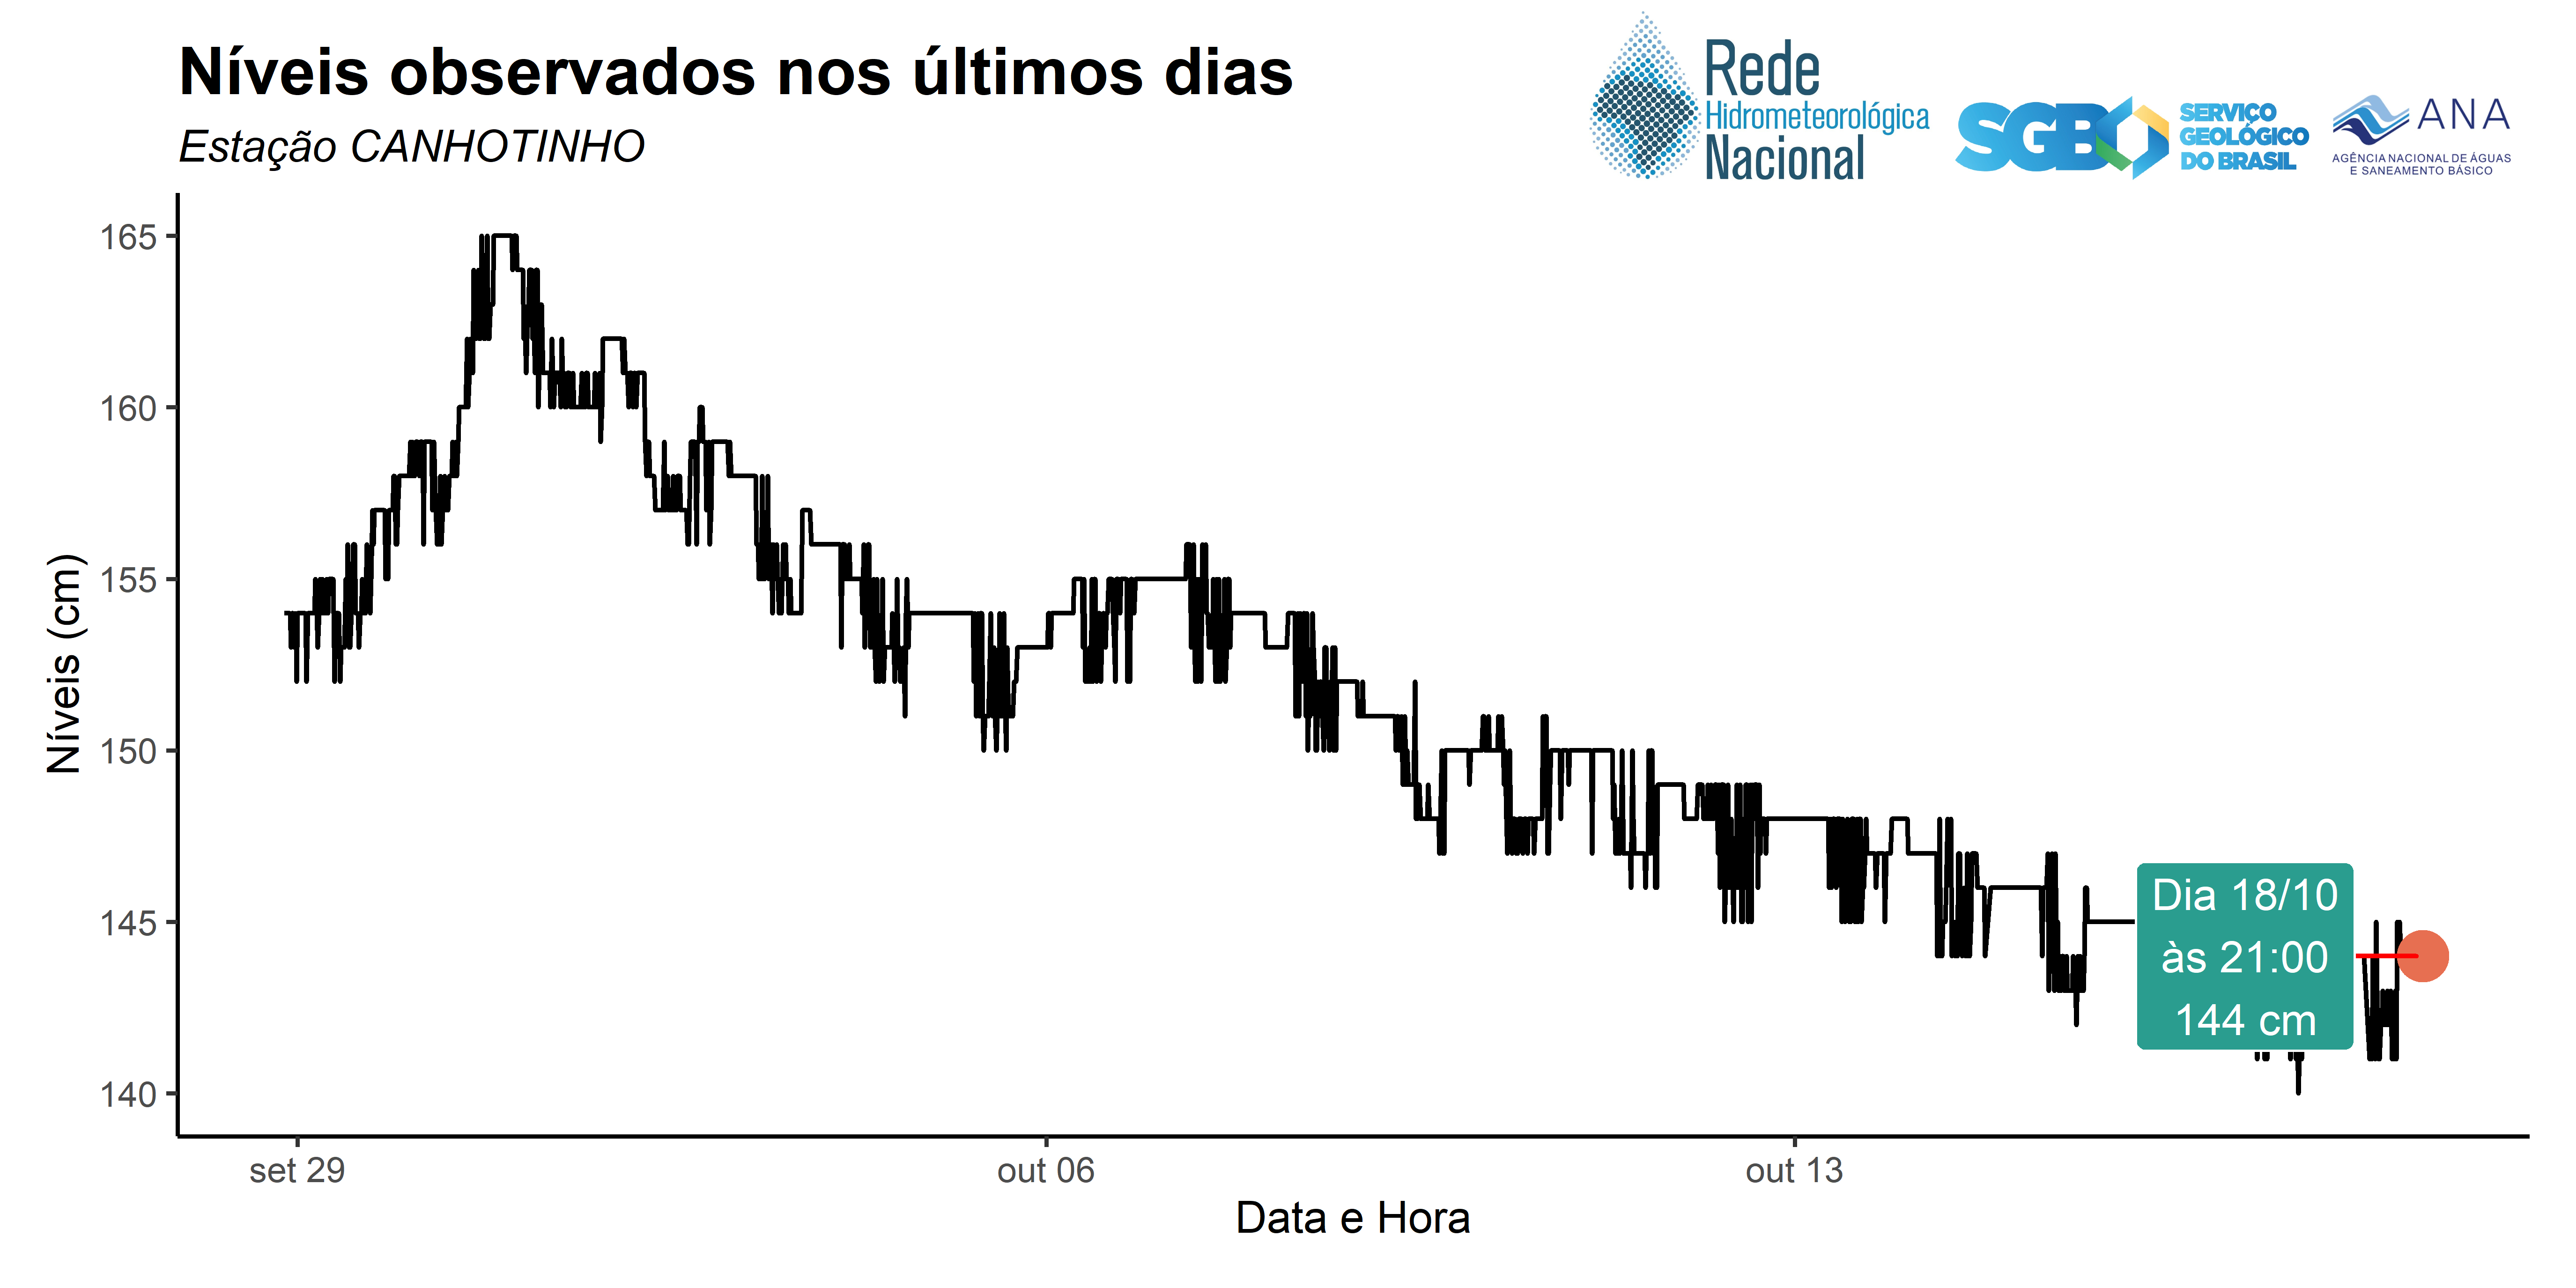 Níveis observados nos últimos dias
Estação CANHOTINHO
Rede
Hidrometeorológica
Nacional
SGB
SERVIÇO
GEOLÓGICO
DO BRASIL
ANA
AGÊNCIA NACIONAL DE ÁGUAS
E SANEAMENTO BÁSICO
Níveis (cm)
165
160
155
150
145
140
Dia 18/10
às 21:00
144 cm
set 29
out 06
out 13
Data e Hora